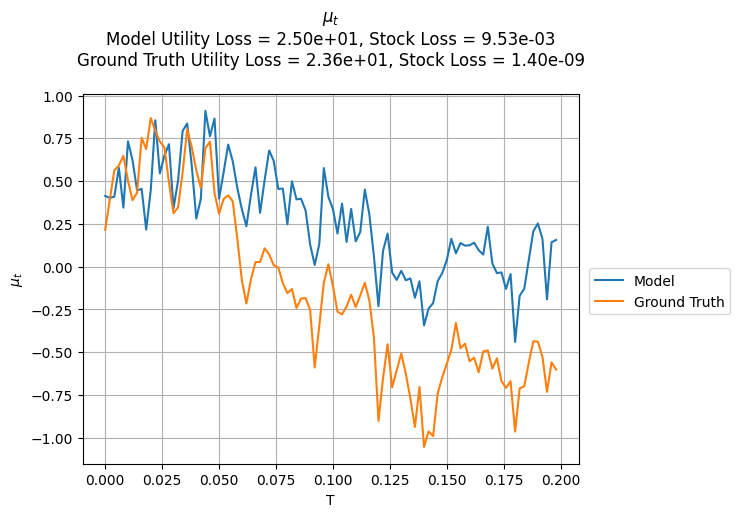 μt
Model Utility Loss = 2.50e+01, Stock Loss = 9.53e-03
Ground Truth Utility Loss = 2.36e+01, Stock Loss = 1.40e-09
1.00
0.75
0.50
0.25
0.00
−0.25
−0.50
−0.75
−1.00
μt
0.000 0.025 0.050 0.075 0.100 0.125 0.150 0.175 0.200
T
Model
Ground Truth